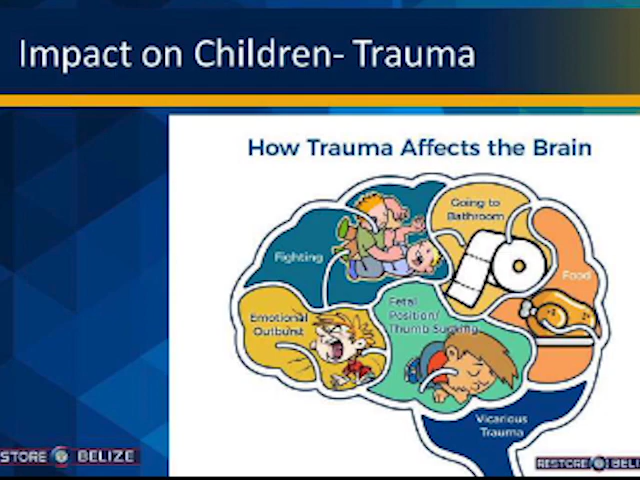 Impact on Children- Trauma
How Trauma Affects the Brain
Going to
Bathroom
Fighting
Food
Emotional
Outburst
Fetal
Position/
Thumb Sucking
Vicarious
Trauma
STORE BELIZE
RESTORE BELIZ